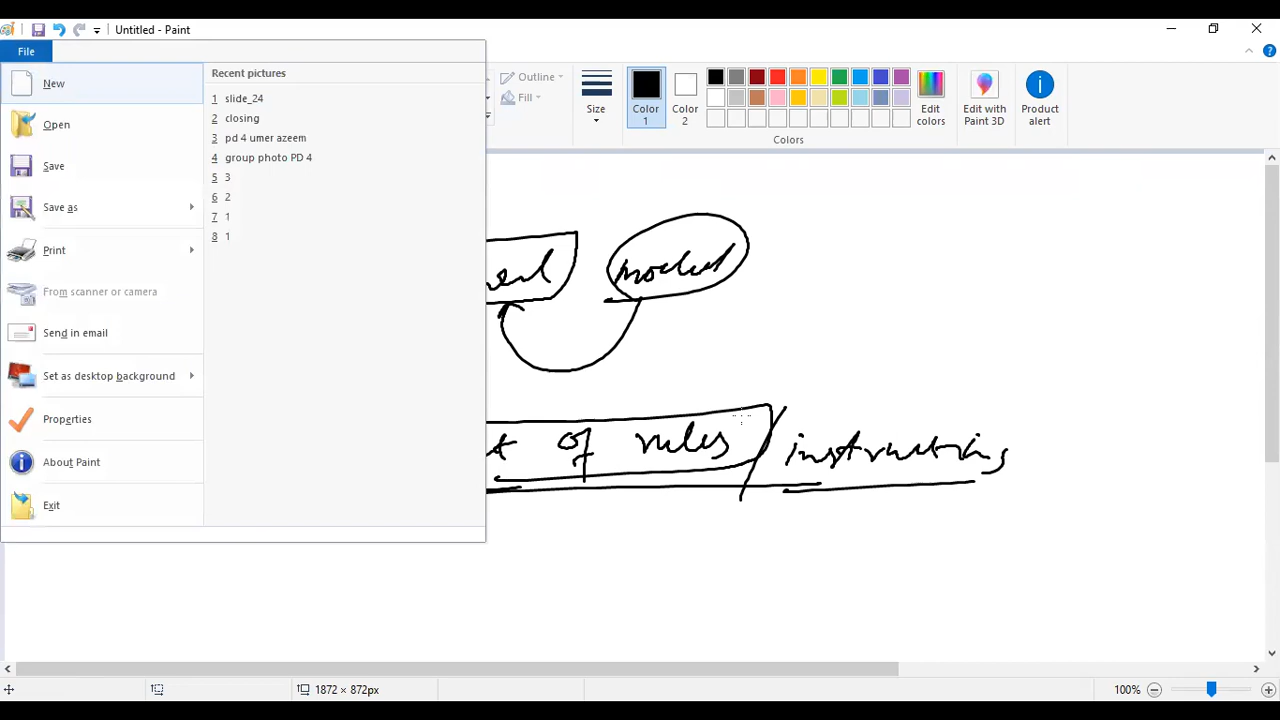 Untitled - Paint
File
New
Open
Save
Save as
Print
From scanner or camera
Send in email
Set as desktop background
Properties
About Paint
Exit
Recent pictures
1 slide_24
2 closing
3 pd 4 umer azeem
4 group photo PD 4
5 3
6 2
7 1
8 1
Outline
Fill
Size
Color 1
Color 2
Edit colors
Edit with Paint 3D
Product alert
Colors
of rules / instructing
1872 × 872px
100%